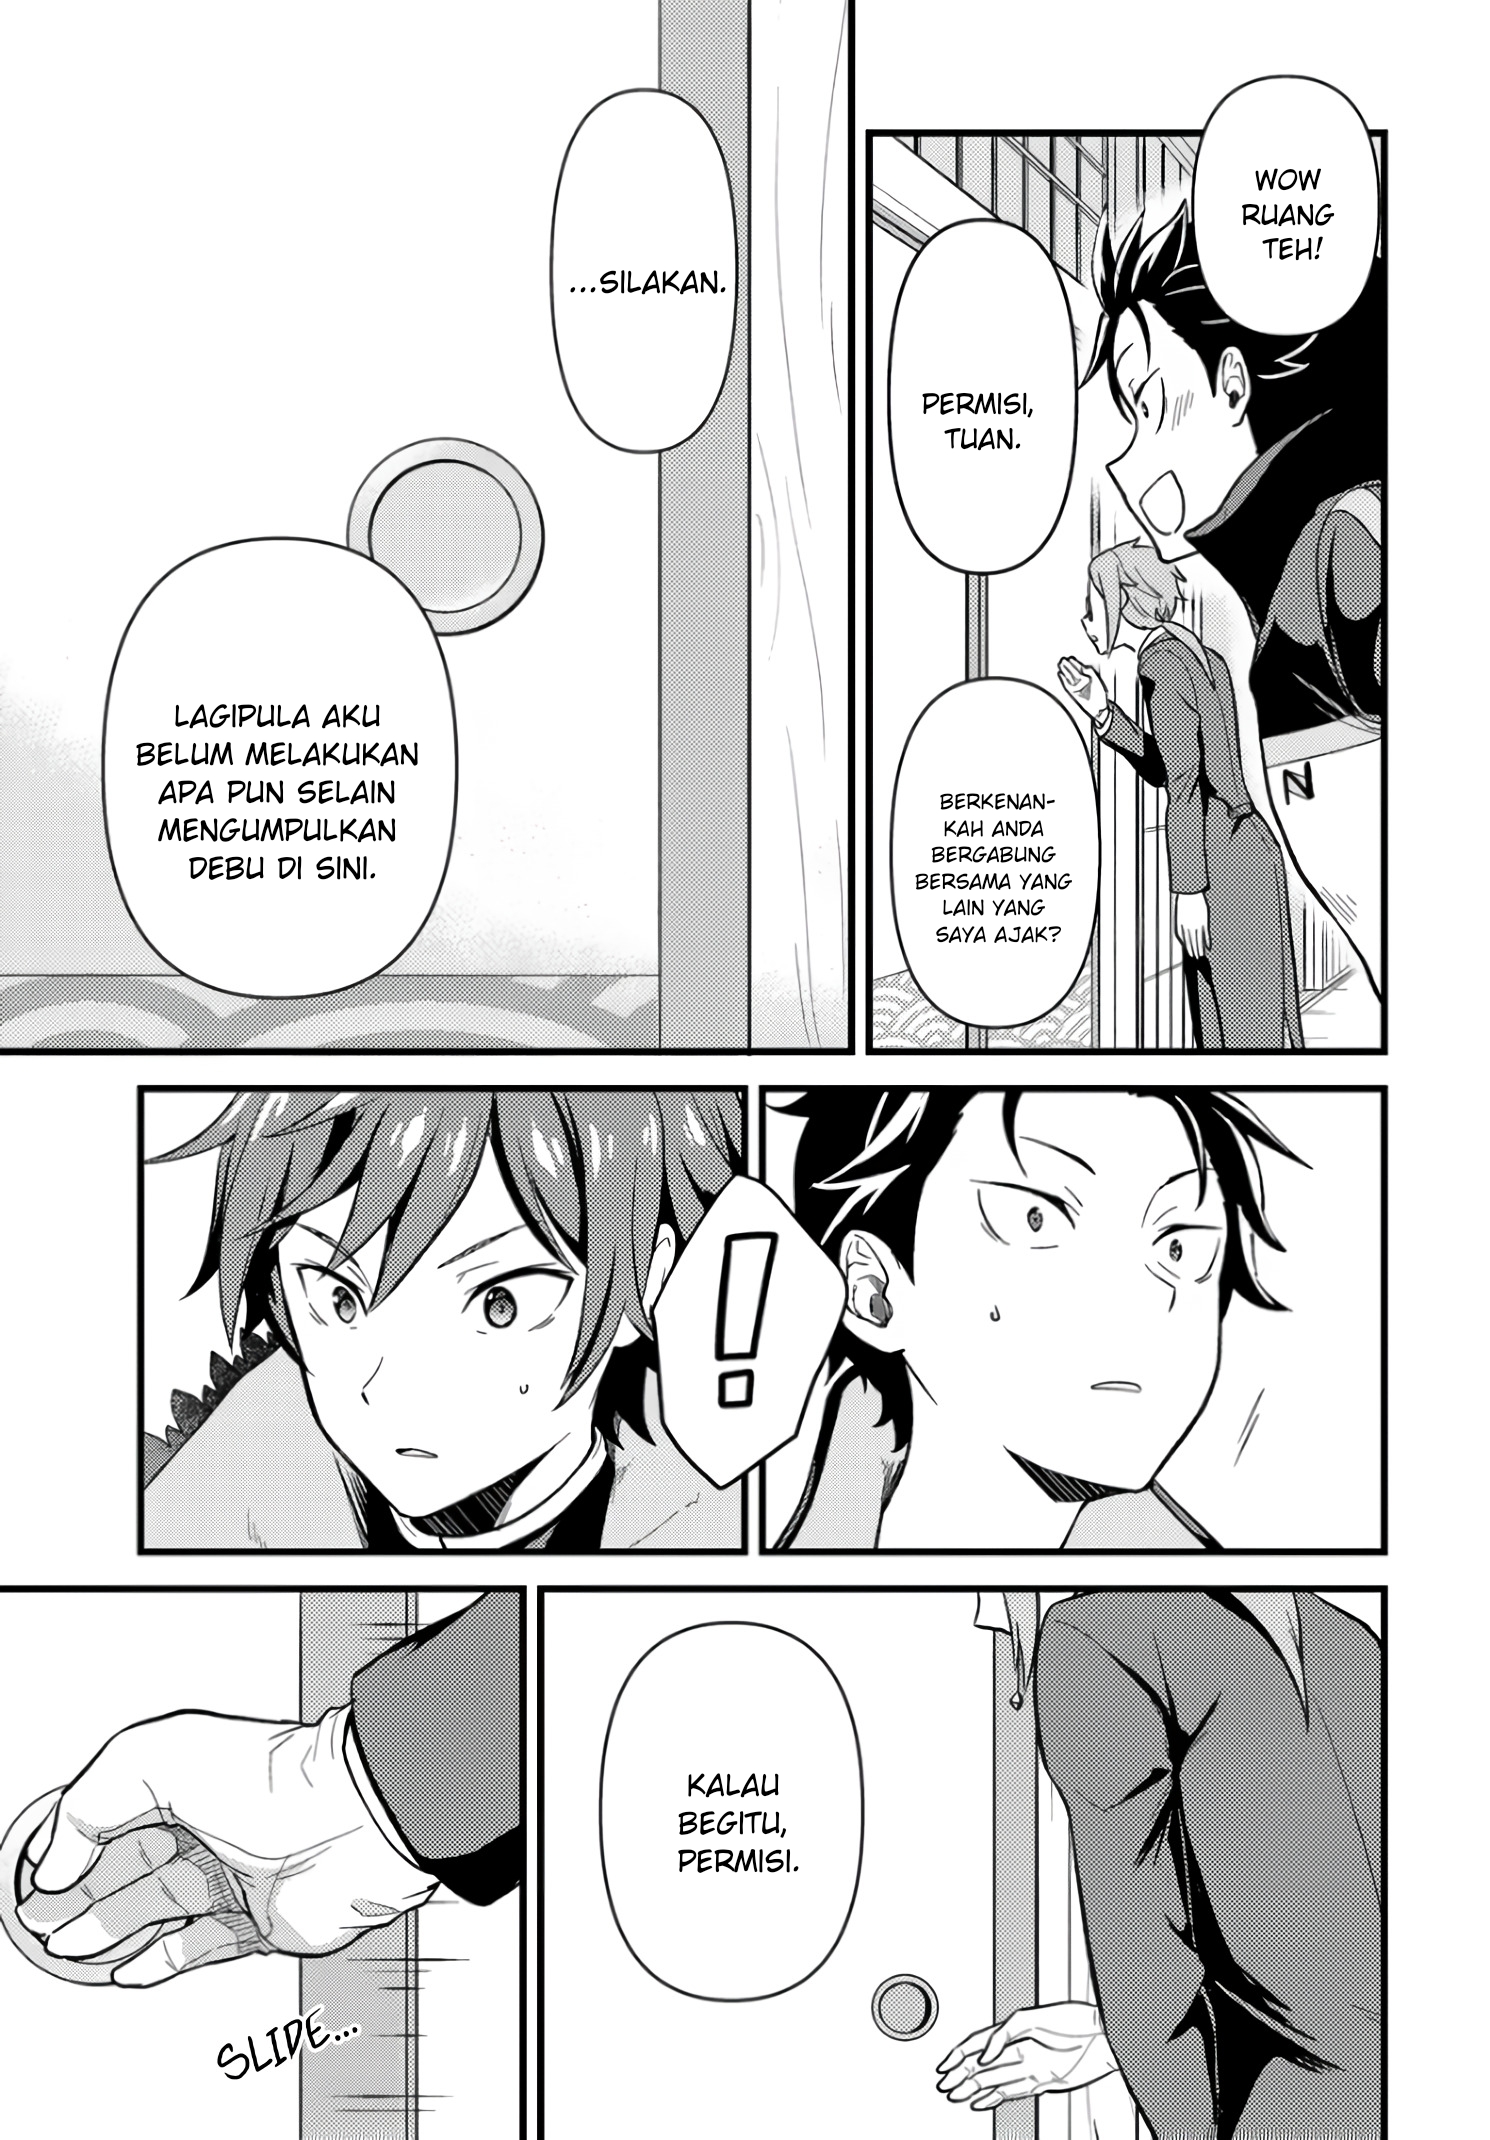 WOW
RUANG
TEH!
PERMISI,
TUAN.
BERKENAN-
KAH ANDA
BERGABUNG
BERSAMA YANG
LAIN YANG
SAYA AJAK?
...SILAKAN.
LAGIPULA AKU
BELUM MELAKUKAN
APA PUN SELAIN
MENGUMPULKAN
DEBU DI SINI.
!
KALAU
BEGITU,
PERMISI.
SLIDE...